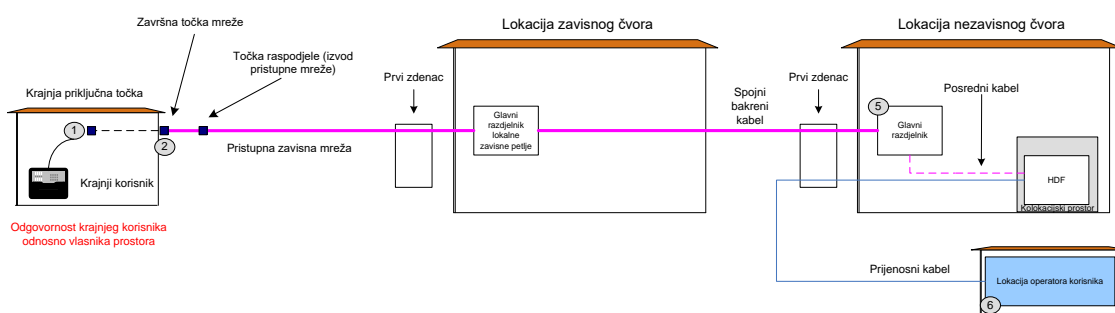 Završna točka mreže
Lokacija zavisnog čvora
Lokacija nezavisnog čvora
Točka raspodjele (izvod
pristupne mreže)
Prvi zdenac
Prvi zdenac
Krajnja priključna točka
Spojni
bakreni
kabel
Posredni kabel
1
2
5
Glavni
razdjelnik
lokalne
zavisne petlje
Glavni
razdjelnik
Pristupna zavisna mreža
Krajnji korisnik
HDF
Kolokacijski prostor
Odgovornost krajnjeg korisnika
odnosno vlasnika prostora
Prijenosni kabel
Lokacija operatora korisnika
6